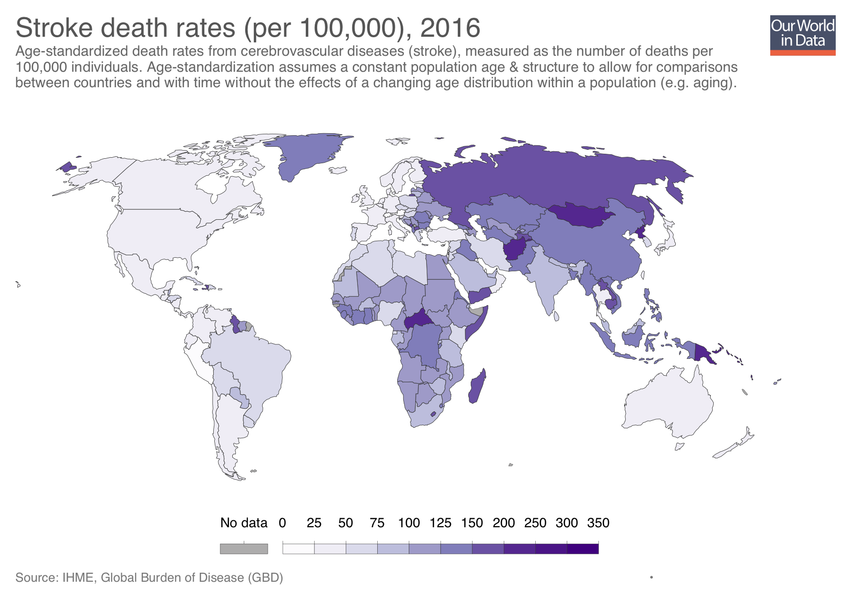 Stroke death rates (per 100,000), 2016
Our World
in Data
Age-standardized death rates from cerebrovascular diseases (stroke), measured as the number of deaths per
100,000 individuals. Age-standardization assumes a constant population age & structure to allow for comparisons
between countries and with time without the effects of a changing age distribution within a population (e.g. aging).
No data 0 25 50 75 100 125 150 200 250 300 350
Source: IHME, Global Burden of Disease (GBD)